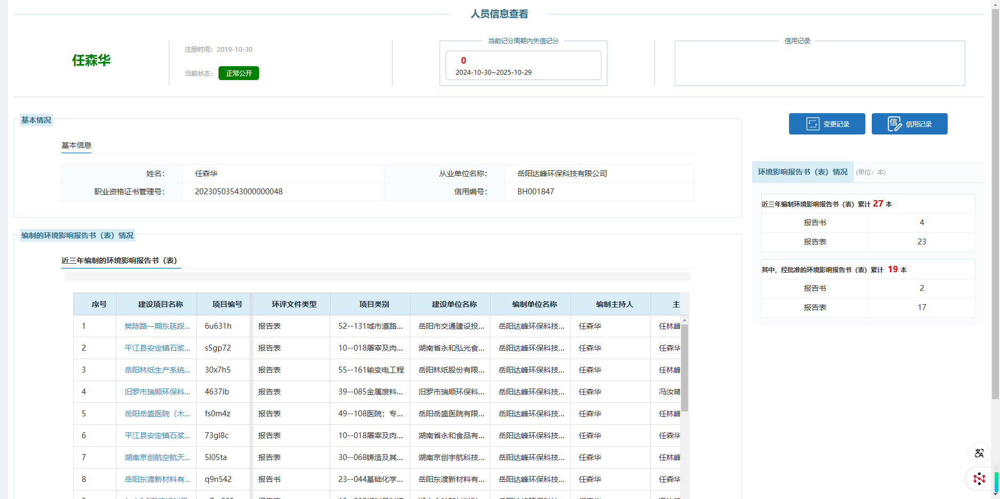 人员信息查看
任森华
注册时间：2019-10-30
当前状态：正常公开
当前记分周期内失信记分
0
2024-10-30~2025-10-29
信用记录
基本情况
变更记录 信用记录
基本信息
姓名： 任森华 从业单位名称： 岳阳达峰环保科技有限公司
职业资格证书管理号： 20230503543000000048 信用编号： BH001847
环境影响报告书（表）情况 (单位：本)
近三年编制环境影响报告书（表）累计 27 本
报告书 4
报告表 23
其中，经批准的环境影响报告书（表）累计 19 本
报告书 2
报告表 17
编制的环境影响报告书（表）情况
近三年编制的环境影响报告书（表）
序号 建设项目名称 项目编号 环评文件类型 项目类别 建设单位名称 编制单位名称 编制主持人 主
1 樊陈路一期东延段... 6u631h 报告表 52--131城市道路... 岳阳市交通建设投... 岳阳达峰环保科技... 任森华 任林峰
2 平江县安定镇石浆... s5gp72 报告表 10--018屠宰及肉... 湖南省永和弘光食... 岳阳达峰环保科技... 任森华 任森华
3 岳阳林纸生产系统... 30x7h5 报告表 55--161输变电工程 岳阳林纸股份有限... 岳阳达峰环保科技... 任森华 任林峰
4 汨罗市瑞顺环保科... 4637ib 报告表 39--085金属废料... 汨罗市瑞顺环保科... 岳阳达峰环保科技... 任森华 冯汝晴
5 岳阳岳盛医院（木... fs0m4z 报告表 49--108医院；专... 岳阳岳盛医院有限... 岳阳达峰环保科技... 任森华 任林峰
6 平江县安定镇石浆... 73gl8c 报告表 10--018屠宰及肉... 湖南省永和食品有... 岳阳达峰环保科技... 任森华 任森华
7 湖南京创航空航天... 5l05ta 报告表 30--068铸造及其... 湖南京创宇航科技... 岳阳达峰环保科技... 任森华 任林峰
8 岳阳东渡新材料有... q9n542 报告书 23--044基础化学... 岳阳东渡新材料有... 岳阳达峰环保科技... 任森华 任森华